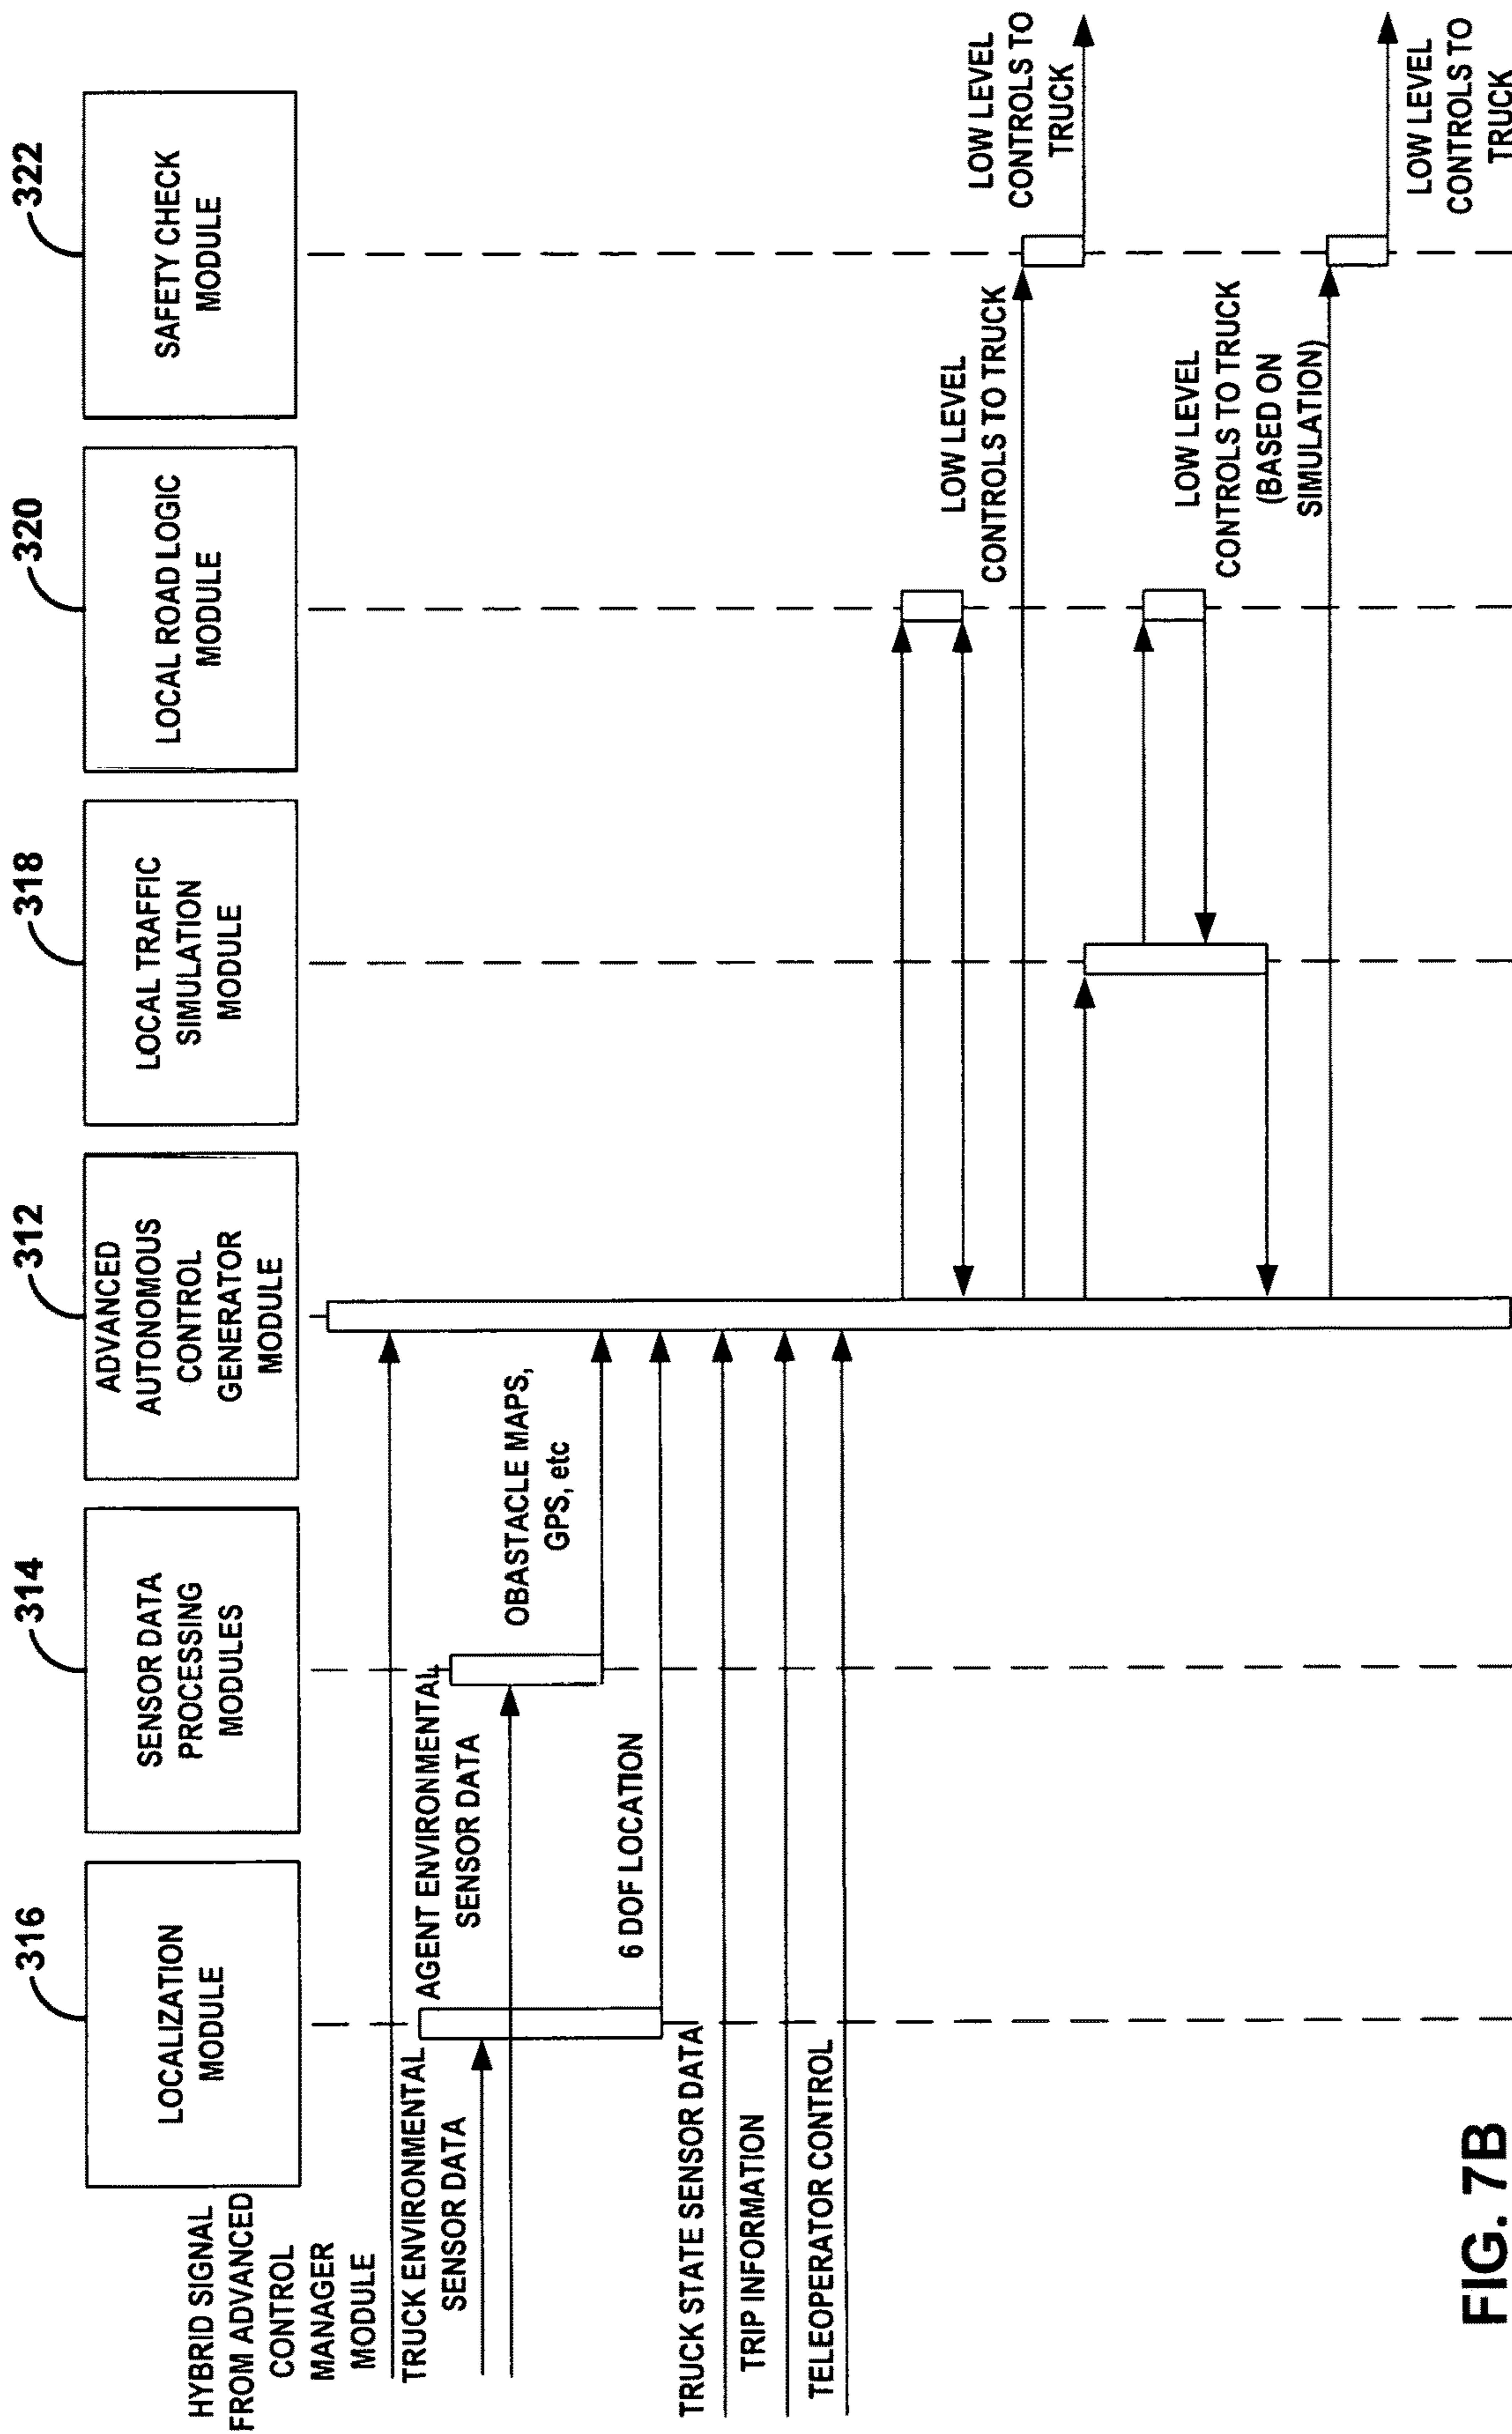 316
LOCALIZATION
MODULE
314
SENSOR DATA
PROCESSING
MODULES
312
ADVANCED
AUTONOMOUS
CONTROL
GENERATOR
MODULE
318
LOCAL TRAFFIC
SIMULATION
MODULE
320
LOCAL ROAD LOGIC
MODULE
322
SAFETY CHECK
MODULE
HYBRID SIGNAL
FROM ADVANCED
CONTROL
MANAGER
MODULE
TRUCK ENVIRONMENTAL
SENSOR DATA
AGENT ENVIRONMENTAL
SENSOR DATA
OBASTACLE MAPS,
GPS, etc
6 DOF LOCATION
TRUCK STATE SENSOR DATA
TRIP INFORMATION
TELEOPERATOR CONTROL
LOW LEVEL
CONTROLS TO TRUCK
LOW LEVEL
CONTROLS TO
TRUCK
LOW LEVEL
CONTROLS TO TRUCK
(BASED ON
SIMULATION)
LOW LEVEL
CONTROLS TO
TRUCK
FIG. 7B